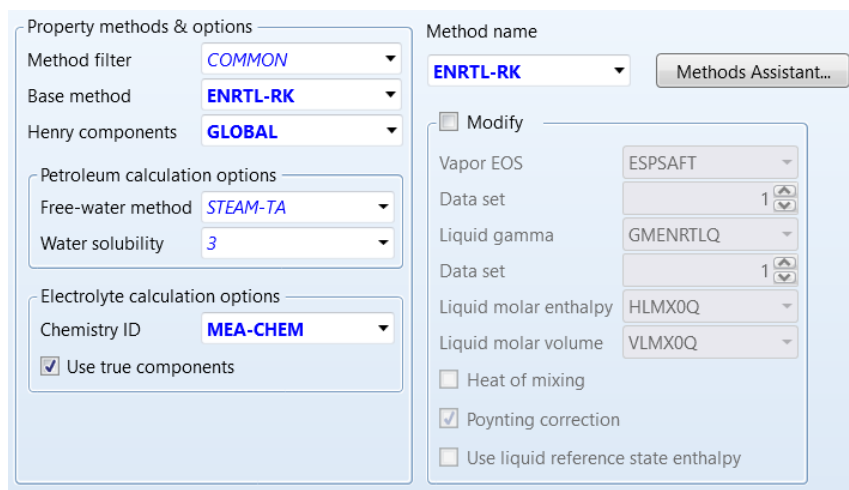 Property methods & options
Method filter COMMON
Base method ENRTL-RK
Henry components GLOBAL
Petroleum calculation options
Free-water method STEAM-TA
Water solubility 3
Electrolyte calculation options
Chemistry ID MEA-CHEM
Use true components
Method name
ENRTL-RK Methods Assistant...
Modify
Vapor EOS ESPSAFT
Data set 1
Liquid gamma GMENRTLQ
Data set 1
Liquid molar enthalpy HLMX0Q
Liquid molar volume VLMX0Q
Heat of mixing
Poynting correction
Use liquid reference state enthalpy